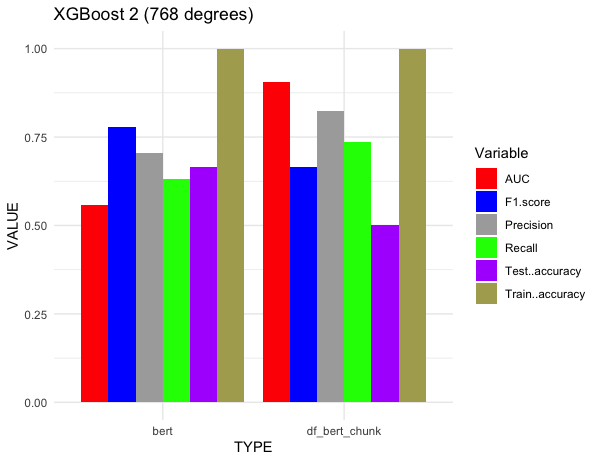 XGBoost 2 (768 degrees)
1.00
0.75
0.50
0.25
0.00
VALUE
bert
df_bert_chunk
TYPE
Variable
AUC
F1.score
Precision
Recall
Test..accuracy
Train..accuracy